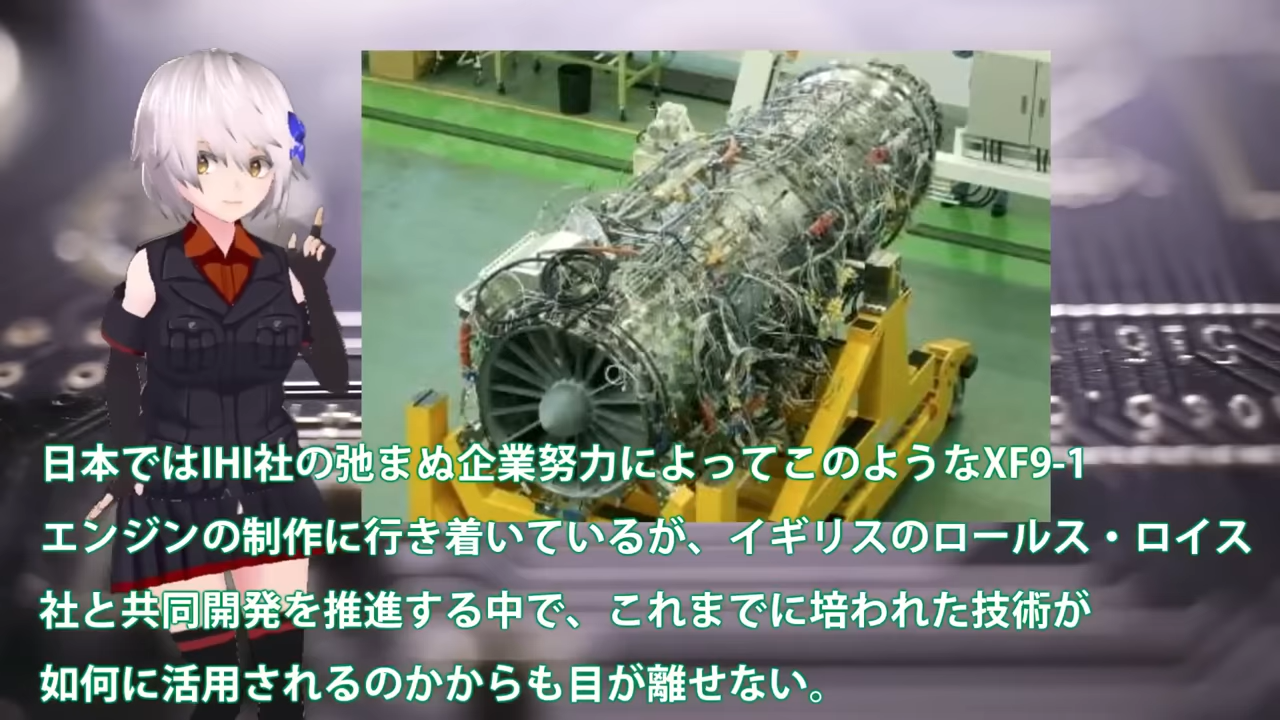 日本ではIHI社の弛まぬ企業努力によってこのようなXF9-1
エンジンの制作に行き着いているが、イギリスのロールス・ロイス
社と共同開発を推進する中で、これまでに培われた技術が
如何に活用されるのかからも目が離せない。